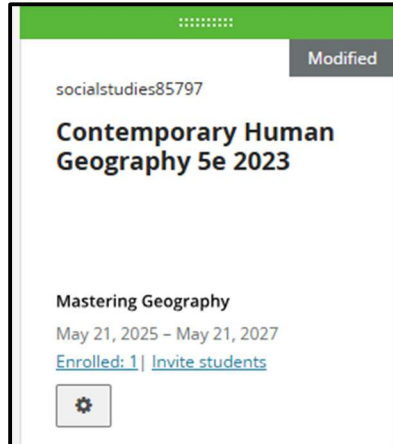 Modified
socialstudies85797
Contemporary Human
Geography 5e 2023
Mastering Geography
May 21, 2025 – May 21, 2027
Enrolled: 1| Invite students